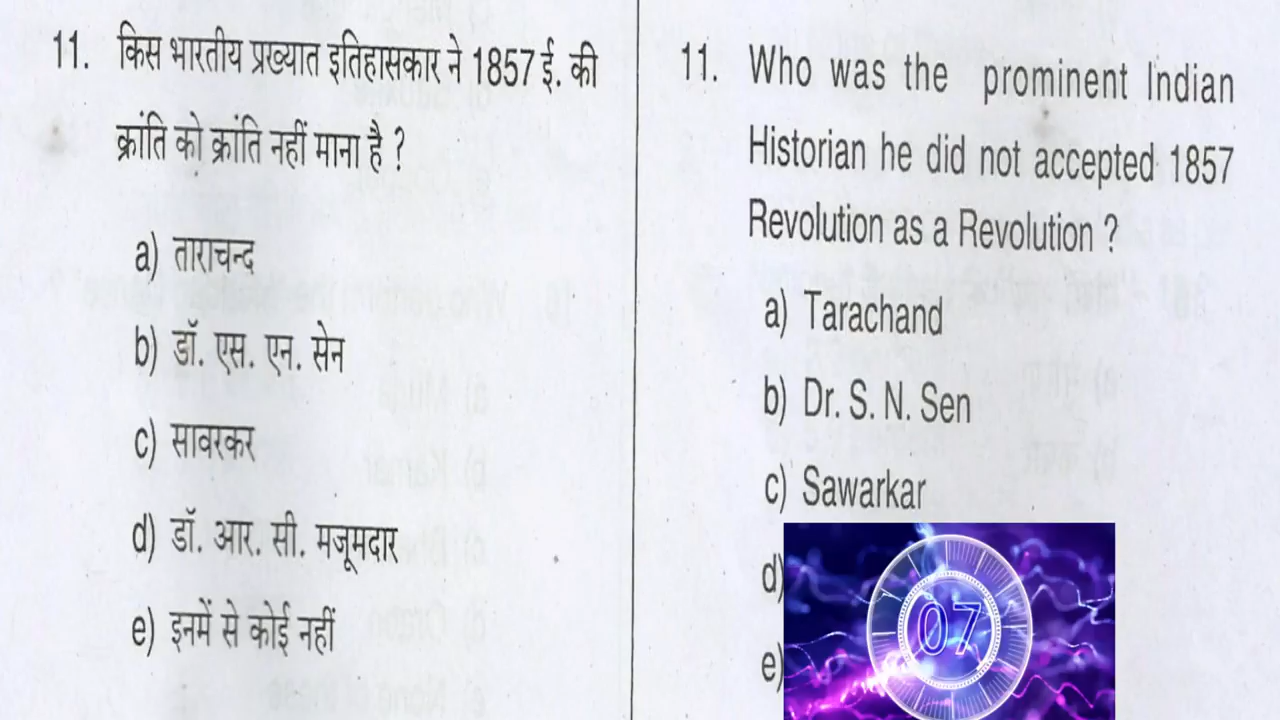 11. किस भारतीय प्रख्यात इतिहासकार ने 1857 ई. की
क्रांति को क्रांति नहीं माना है ?
a) ताराचन्द
b) डॉ. एस. एन. सेन
c) सावरकर
d) डॉ. आर. सी. मजूमदार
e) इनमें से कोई नहीं
11. Who was the prominent Indian
Historian he did not accepted 1857
Revolution as a Revolution ?
a) Tarachand
b) Dr. S. N. Sen
c) Sawarkar
d)
e)
07